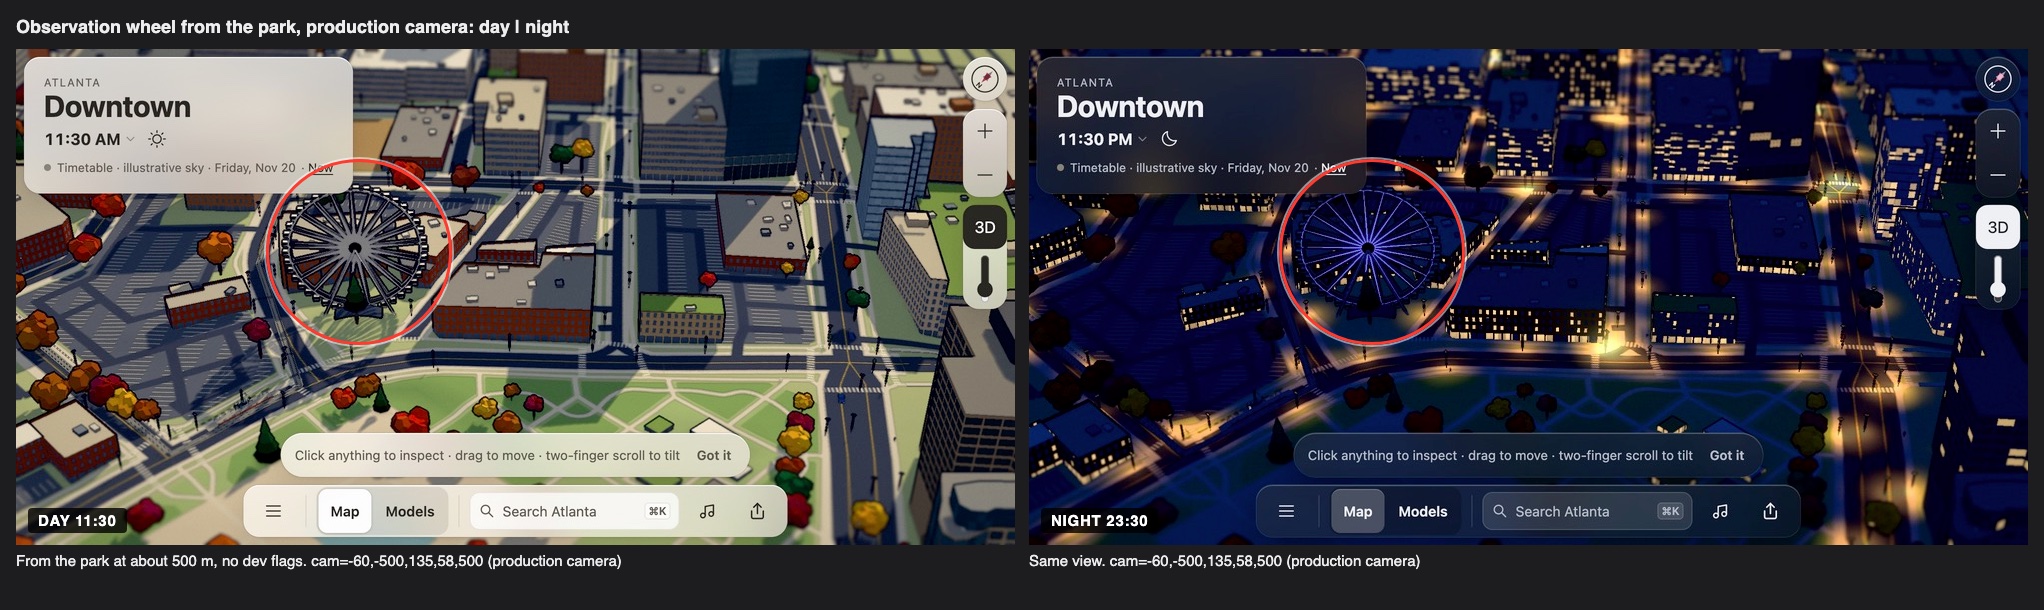 Observation wheel from the park, production camera: day | night
ATLANTA
Downtown
11:30 AM
Timetable · illustrative sky · Friday, Nov 20 · Now
N
3D
Click anything to inspect · drag to move · two-finger scroll to tilt Got it
Map Models Search Atlanta ⌘K
DAY 11:30
From the park at about 500 m, no dev flags. cam=-60,-500,135,58,500 (production camera)
ATLANTA
Downtown
11:30 PM
Timetable · illustrative sky · Friday, Nov 20 · Now
N
3D
Click anything to inspect · drag to move · two-finger scroll to tilt Got it
Map Models Search Atlanta ⌘K
NIGHT 23:30
Same view. cam=-60,-500,135,58,500 (production camera)